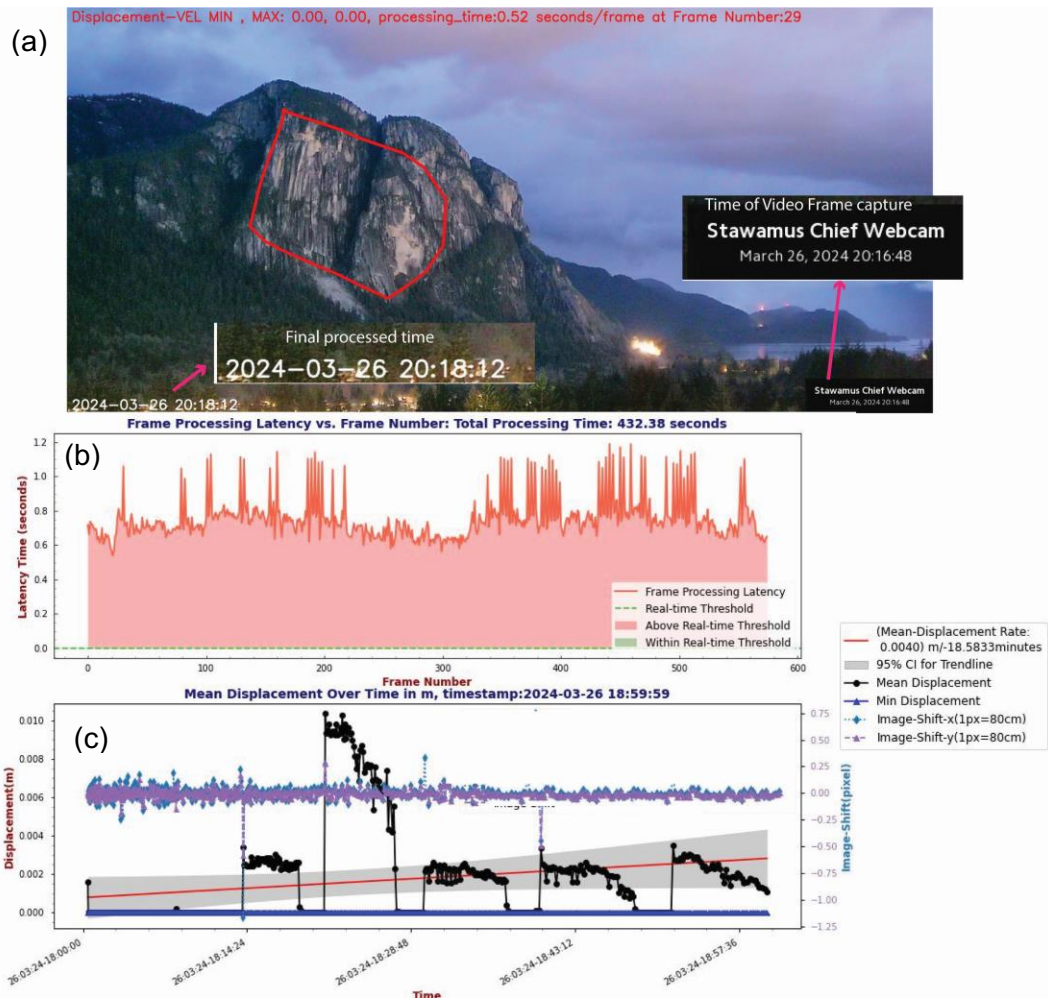 (a)
Displacement-VEL MIN , MAX: 0.00, 0.00, processing_time:0.52 seconds/frame at Frame Number:29
Time of Video Frame capture
Stawamus Chief Webcam
March 26, 2024 20:16:48
Final processed time
2024-03-26 20:18:12
2024-03-26 20:18:12
Stawamus Chief Webcam
March 26, 2024 20:16:48
Frame Processing Latency vs. Frame Number: Total Processing Time: 432.38 seconds
(b)
Latency Time (seconds)
1.2
1.0
0.8
0.6
0.4
0.2
0.0
Frame Processing Latency
Real-time Threshold
Above Real-time Threshold
Within Real-time Threshold
0
100
200
300
400
500
600
Frame Number
(Mean-Displacement Rate:
0.0040) m/-18.5833minutes
95% CI for Trendline
Mean Displacement
Min Displacement
Image-Shift-x(1px=80cm)
Image-Shift-y(1px=80cm)
Mean Displacement Over Time in m, timestamp:2024-03-26 18:59:59
(c)
Displacement(m)
0.010
0.008
0.006
0.004
0.002
0.000
0.75
0.50
0.25
0.00
-0.25
-0.50
-0.75
-1.00
-1.25
Image-Shift(pixel)
26-03-24-18:00:00
26-03-24-18:14:24
26-03-24-18:28:48
26-03-24-18:43:12
26-03-24-18:57:36
Time